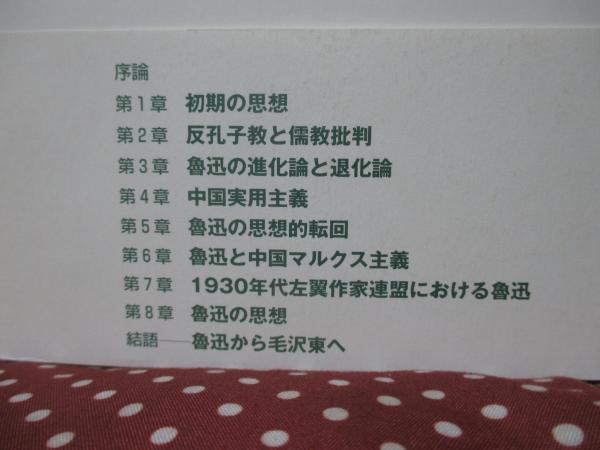 序論
第1章 初期の思想
第2章 反孔子教と儒教批判
第3章 魯迅の進化論と退化論
第4章 中国実用主義
第5章 魯迅の思想的転回
第6章 魯迅と中国マルクス主義
第7章 1930年代左翼作家連盟における魯迅
第8章 魯迅の思想
結語──魯迅から毛沢東へ